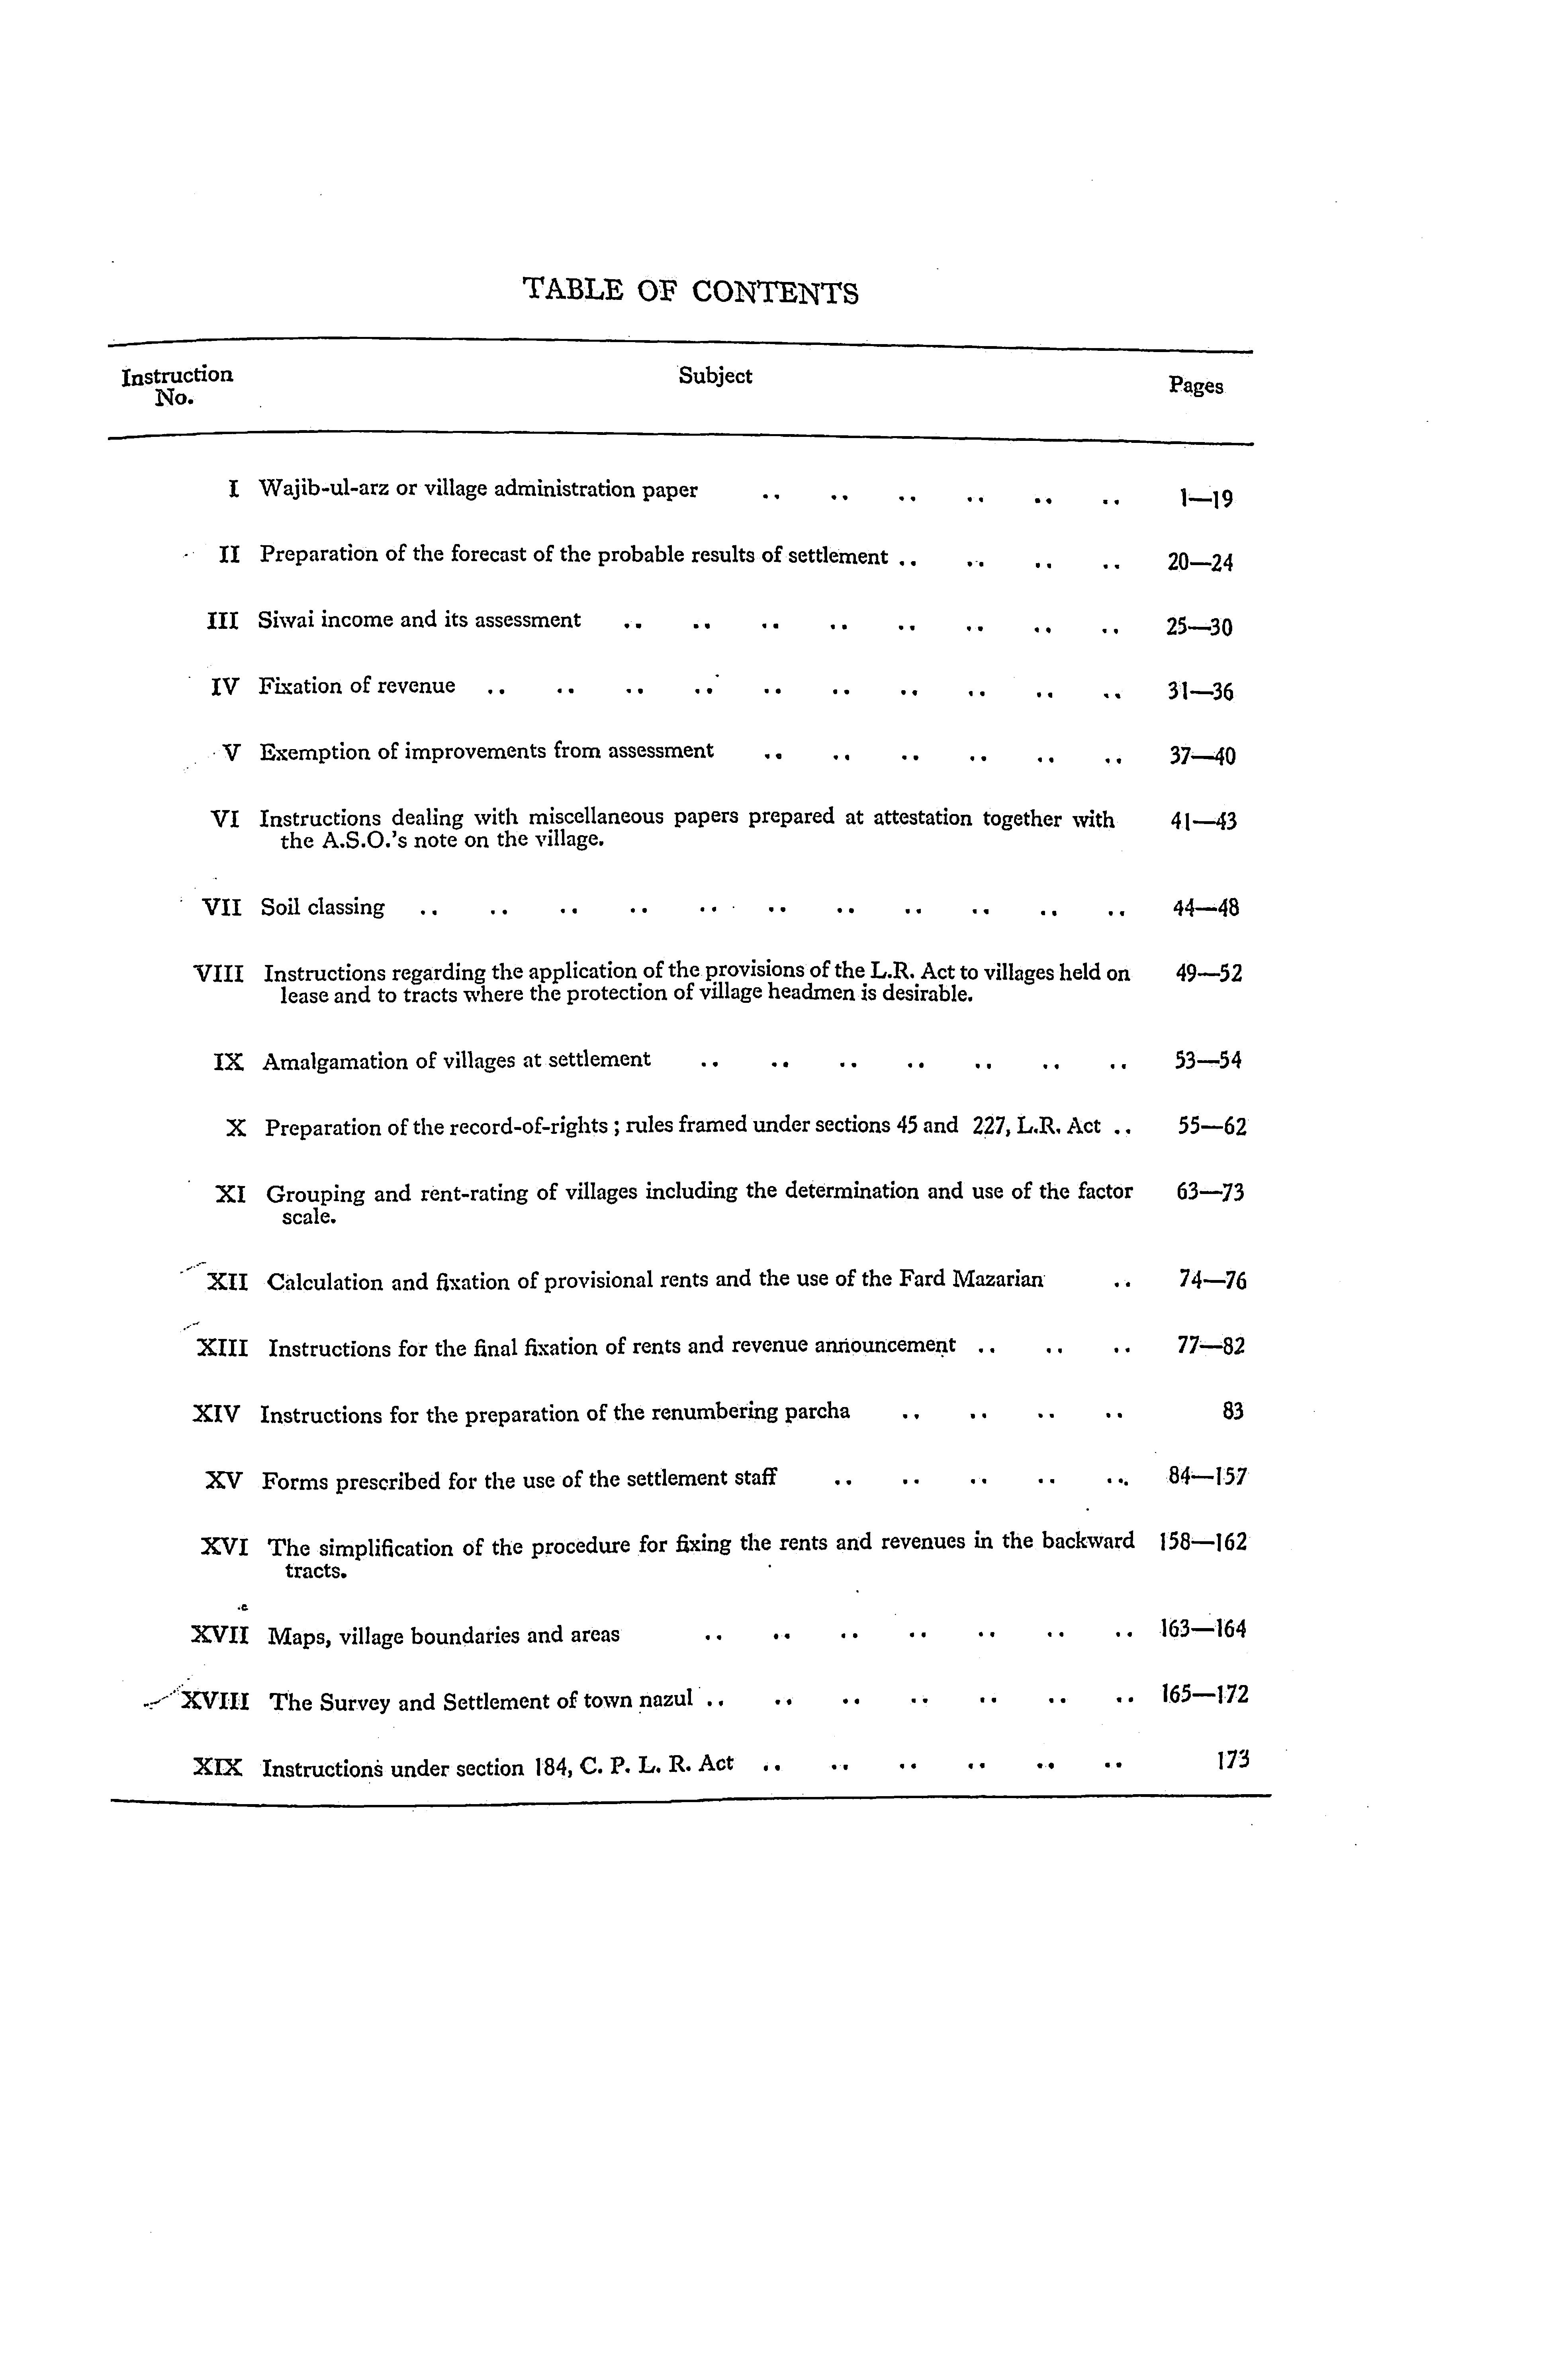 TABLE OF CONTENTS
Instruction No. Subject Pages
I Wajib-ul-arz or village administration paper .. .. .. .. .. .. 1—19
II Preparation of the forecast of the probable results of settlement .. .. .. .. 20—24
III Siwai income and its assessment .. .. .. .. .. .. .. .. 25—30
IV Fixation of revenue .. .. .. .. .. .. .. .. .. .. 31—36
V Exemption of improvements from assessment .. .. .. .. .. .. 37—40
VI Instructions dealing with miscellaneous papers prepared at attestation together with 41—43
the A.S.O.'s note on the village.
VII Soil classing .. .. .. .. .. .. .. .. .. .. .. 44—48
VIII Instructions regarding the application of the provisions of the L.R. Act to villages held on 49—52
lease and to tracts where the protection of village headmen is desirable.
IX Amalgamation of villages at settlement .. .. .. .. .. .. .. 53—54
X Preparation of the record-of-rights ; rules framed under sections 45 and 227, L.R. Act .. 55—62
XI Grouping and rent-rating of villages including the determination and use of the factor 63—73
scale.
XII Calculation and fixation of provisional rents and the use of the Fard Mazarian .. 74—76
XIII Instructions for the final fixation of rents and revenue announcement .. .. .. 77—82
XIV Instructions for the preparation of the renumbering parcha .. .. .. .. 83
XV Forms prescribed for the use of the settlement staff .. .. .. .. .. 84—157
XVI The simplification of the procedure for fixing the rents and revenues in the backward 158—162
tracts.
XVII Maps, village boundaries and areas .. .. .. .. .. .. .. 163—164
XVIII The Survey and Settlement of town nazul .. .. .. .. .. .. .. 165—172
XIX Instructions under section 184, C. P. L. R. Act .. .. .. .. .. .. 173